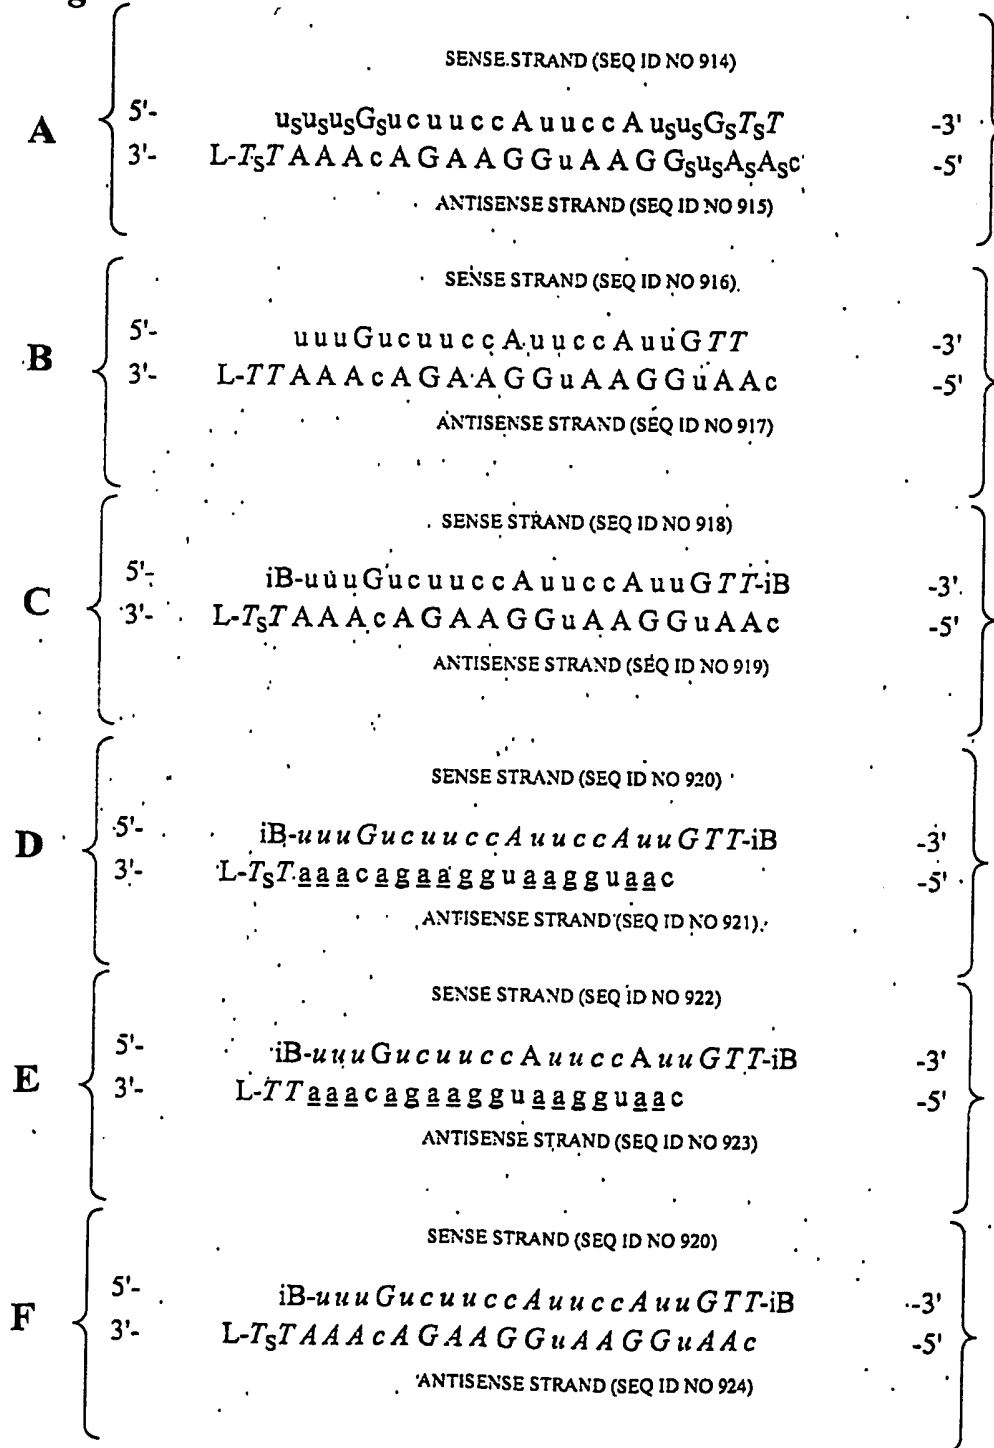 g
SENSE STRAND (SEQ ID NO 914)
A 5'- usususGsucuuccAuuccAususGsTsT -3'
3'- L-TsTAAAcAGAAGGuAAGGsusAsAsc -5'
ANTISENSE STRAND (SEQ ID NO 915)
SENSE STRAND (SEQ ID NO 916)
B 5'- uuuGucuuccAuuccAuuGTT -3'
3'- L-TTAAAcAGAAGGuAAGGuAAc -5'
ANTISENSE STRAND (SEQ ID NO 917)
SENSE STRAND (SEQ ID NO 918)
C 5'- iB-uuuGucuuccAuuccAuuGTT-iB -3'
3'- L-TsTAAAcAGAAGGuAAGGuAAc -5'
ANTISENSE STRAND (SEQ ID NO 919)
SENSE STRAND (SEQ ID NO 920)
D 5'- iB-uuuGucuuccAuuccAuuGTT-iB -3'
3'- L-TsTaaacagaagguaagguaac -5'
ANTISENSE STRAND (SEQ ID NO 921)
SENSE STRAND (SEQ ID NO 922)
E 5'- iB-uuuGucuuccAuuccAuuGTT-iB -3'
3'- L-TTaaacagaagguaagguaac -5'
ANTISENSE STRAND (SEQ ID NO 923)
SENSE STRAND (SEQ ID NO 920)
F 5'- iB-uuuGucuuccAuuccAuuGTT-iB -3'
3'- L-TsTAAAcAGAAGGuAAGGuAAc -5'
ANTISENSE STRAND (SEQ ID NO 924)